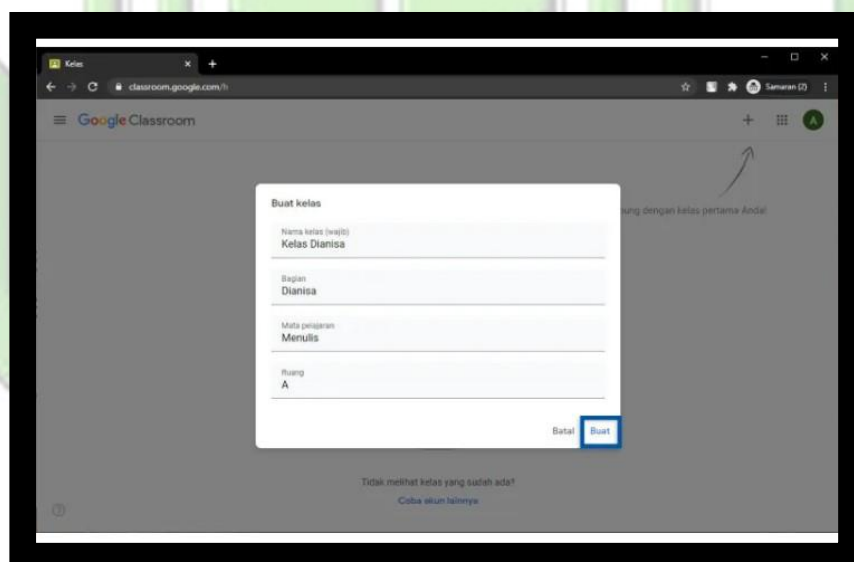 Kelas
classroom.google.com/h
Samaran (2)
Google Classroom
A
ung dengan kelas pertama Anda!
Buat kelas
Nama kelas (wajib)
Kelas Dianisa
Bagian
Dianisa
Mata pelajaran
Menulis
Ruang
A
Batal Buat
Tidak melihat kelas yang sudah ada?
Coba akun lainnya